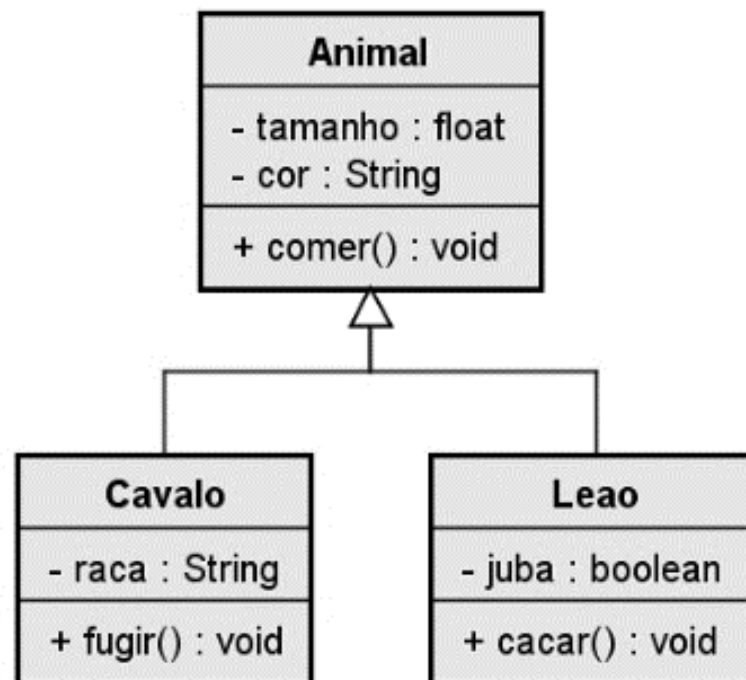 Animal
- tamanho : float
- cor : String
+ comer() : void
Cavalo
- raca : String
+ fugir() : void
Leao
- juba : boolean
+ cacar() : void